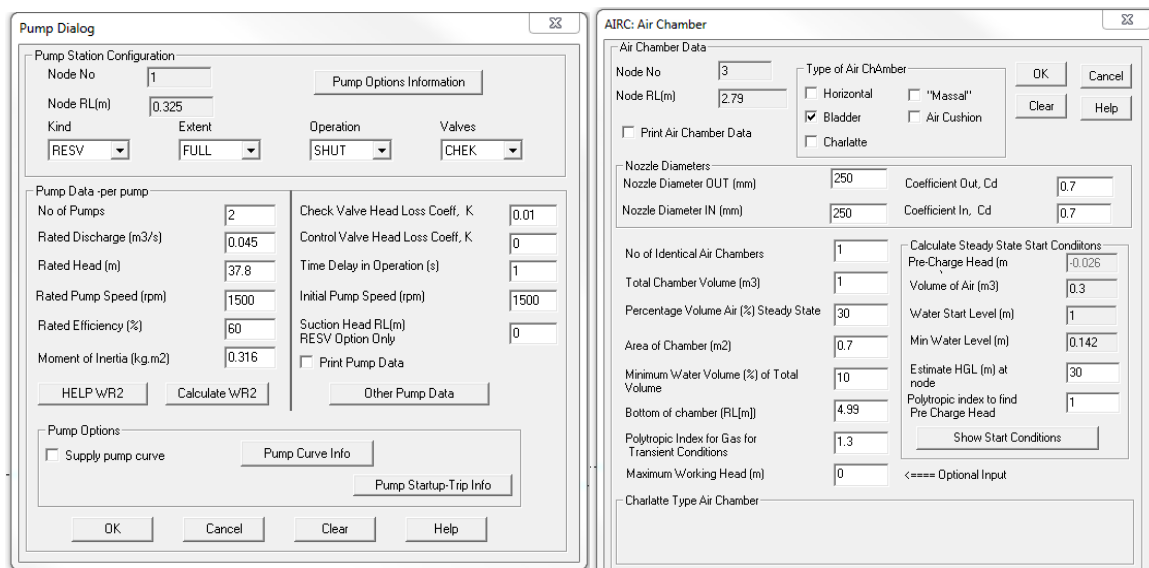 Pump Dialog
Pump Station Configuration
Node No
1
Pump Options Information
Node RL(m)
0.325
Kind
Extent
Operation
Valves
RESV
FULL
SHUT
CHEK
Pump Data -per pump
No of Pumps
2
Rated Discharge (m3/s)
0.045
Rated Head (m)
37.8
Rated Pump Speed (rpm)
1500
Rated Efficiency (%)
60
Moment of Inertia (kg.m2)
0.316
HELP WR2
Calculate WR2
Check Valve Head Loss Coeff, K
0.01
Control Valve Head Loss Coeff, K
0
Time Delay in Operation (s)
1
Initial Pump Speed (rpm)
1500
Suction Head RL(m)
RESV Option Only
0
Print Pump Data
Other Pump Data
Pump Options
Supply pump curve
Pump Curve Info
Pump Startup-Trip Info
OK
Cancel
Clear
Help
AIRC: Air Chamber
Air Chamber Data
Node No
3
Node RL(m)
2.79
Print Air Chamber Data
Type of Air ChAmber
Horizontal
"Massal"
Bladder
Air Cushion
Charlatte
OK
Cancel
Clear
Help
Nozzle Diameters
Nozzle Diameter OUT (mm)
250
Coefficient Out, Cd
0.7
Nozzle Diameter IN (mm)
250
Coefficient In, Cd
0.7
No of Identical Air Chambers
1
Total Chamber Volume (m3)
1
Percentage Volume Air (%) Steady State
30
Area of Chamber (m2)
0.7
Minimum Water Volume (%) of Total
Volume
10
Bottom of chamber (RL[m])
4.99
Polytropic Index for Gas for
Transient Conditions
1.3
Maximum Working Head (m)
0
<==== Optional Input
Calculate Steady State Start Condiitons
Pre-Charge Head (m
)
-0.026
Volume of Air (m3)
0.3
Water Start Level (m)
1
Min Water Level (m)
0.142
Estimate HGL (m) at
node
30
Polytropic index to find
Pre Charge Head
1
Show Start Conditions
Charlatte Type Air Chamber